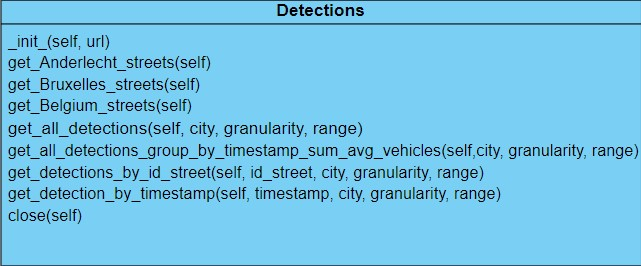 Detections
_init_(self, url)
get_Anderlecht_streets(self)
get_Bruxelles_streets(self)
get_Belgium_streets(self)
get_all_detections(self, city, granularity, range)
get_all_detections_group_by_timestamp_sum_avg_vehicles(self,city, granularity, range)
get_detections_by_id_street(self, id_street, city, granularity, range)
get_detection_by_timestamp(self, timestamp, city, granularity, range)
close(self)